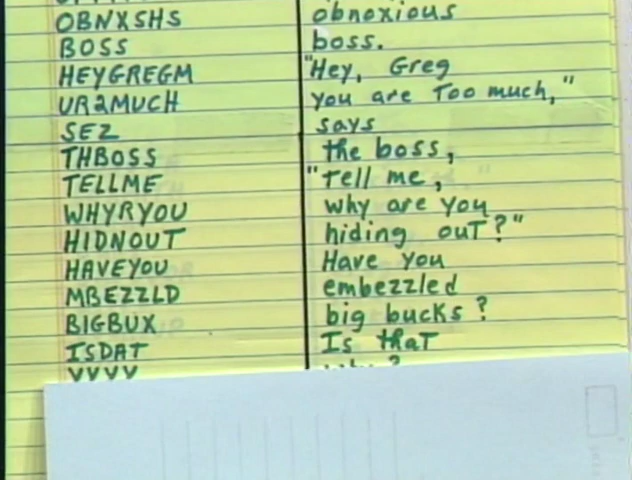 OBNXSHS obnoxious
BOSS boss.
HEYGREGM "Hey, Greg
UR2MUCH you are Too much,"
SEZ says
THBOSS the boss,
TELLME "Tell me,
WHYRYOU why are you
HIDNOUT hiding ouT?"
HAVEYOU Have you
MBEZZLD embezzled
BIGBUX big bucks?
ISDAT Is thaT
YYYY